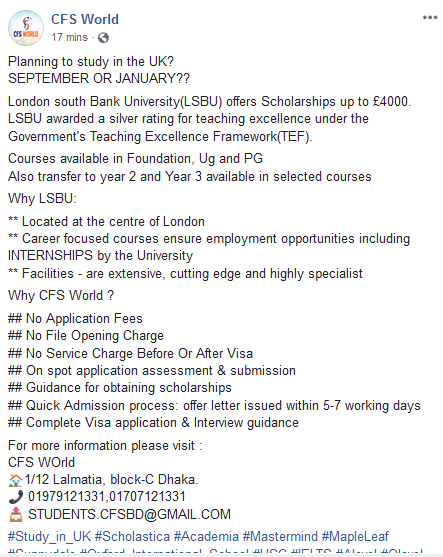 CFS World
17 mins ·
Planning to study in the UK?
SEPTEMBER OR JANUARY??
London south Bank University(LSBU) offers Scholarships up to £4000.
LSBU awarded a silver rating for teaching excellence under the
Government's Teaching Excellence Framework(TEF).
Courses available in Foundation, Ug and PG
Also transfer to year 2 and Year 3 available in selected courses
Why LSBU:
** Located at the centre of London
** Career focused courses ensure employment opportunities including
INTERNSHIPS by the University
** Facilities - are extensive, cutting edge and highly specialist
Why CFS World ?
## No Application Fees
## No File Opening Charge
## No Service Charge Before Or After Visa
## On spot application assessment & submission
## Guidance for obtaining scholarships
## Quick Admission process: offer letter issued within 5-7 working days
## Complete Visa application & Interview guidance
For more information please visit :
CFS WOrld
🏠1/12 Lalmatia, block-C Dhaka.
📞 01979121331,01707121331
📤 STUDENTS.CFSBD@GMAIL.COM
#Study_in_UK #Scholastica #Academia #Mastermind #MapleLeaf
#Sunnydale #Oxford_International_School #HSC #IELTS #Alevel #Olevel